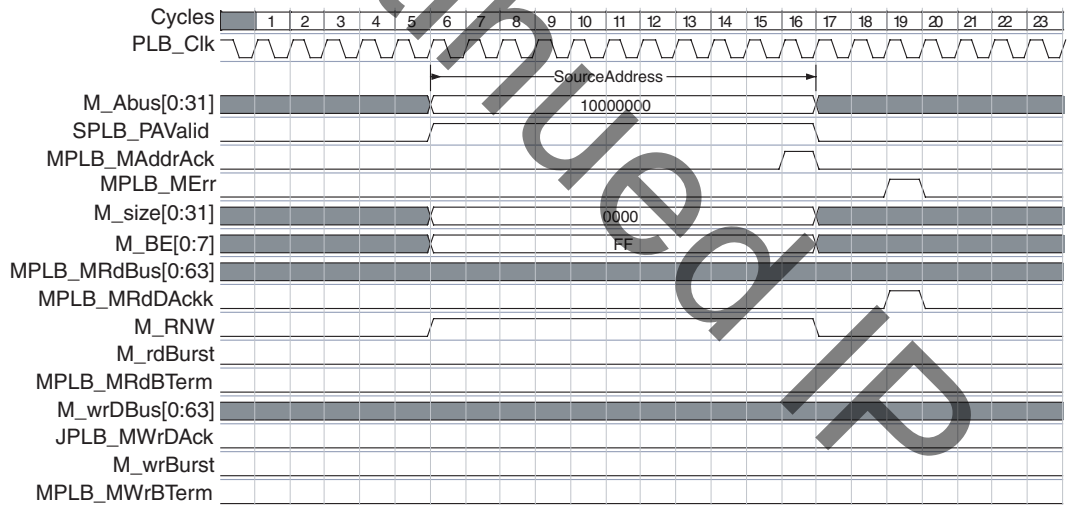 Cycles 1 2 3 4 5 6 7 8 9 10 11 12 13 14 15 16 17 18 19 20 21 22 23
PLB_Clk
SourceAddress
M_Abus[0:31] 10000000
SPLB_PAValid
MPLB_MAddrAck
MPLB_MErr
M_size[0:31] 0000
M_BE[0:7] FF
MPLB_MRdBus[0:63]
MPLB_MRdDAckk
M_RNW
M_rdBurst
MPLB_MRdBTerm
M_wrDBus[0:63]
JPLB_MWrDAck
M_wrBurst
MPLB_MWrBTerm
inued IP